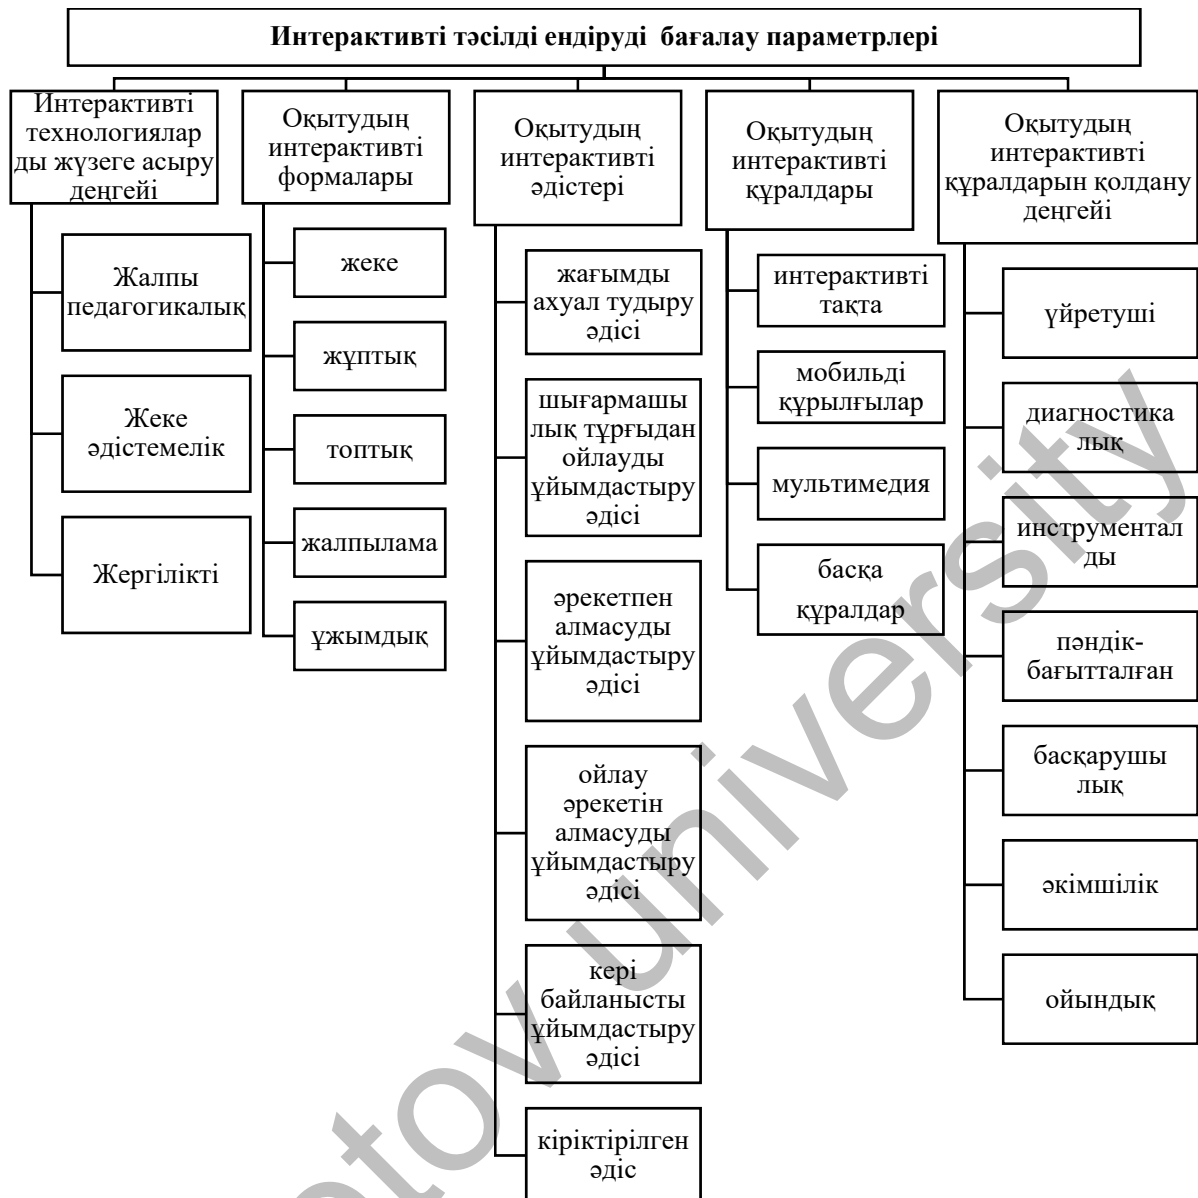 Интерактивті тәсілді ендіруді бағалау параметрлері
Интерактивті
технологиялар
ды жүзеге асыру
деңгейі
Жалпы
педагогикалық
Жеке
әдістемелік
Жергілікті
Оқытудың
интерактивті
формалары
жеке
жұптық
топтық
жалпылама
ұжымдық
Оқытудың
интерактивті
әдістері
жағымды
ахуал тудыру
әдісі
шығармашы
лық тұрғыдан
ойлауды
ұйымдастыру
әдісі
әрекетпен
алмасуды
ұйымдастыру
әдісі
ойлау
әрекетін
алмасуды
ұйымдастыру
әдісі
кері
байланысты
ұйымдастыру
әдісі
кіріктірілген
әдіс
Оқытудың
интерактивті
құралдары
интерактивті
тақта
мобильді
құрылғылар
мультимедия
басқа
құралдар
Оқытудың
интерактивті
құралдарын қолдану
деңгейі
үйретуші
диагностика
лық
инструментал
ды
пәндік-
бағытталған
басқарушы
лық
әкімшілік
ойындық
university